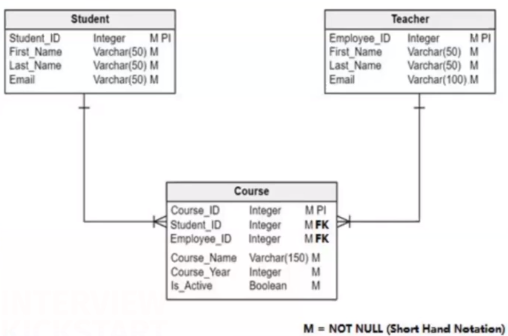 Student
Student_ID Integer M PI
First_Name Varchar(50) M
Last_Name Varchar(50) M
Email Varchar(50) M
Teacher
Employee_ID Integer M PI
First_Name Varchar(50) M
Last_Name Varchar(50) M
Email Varchar(100) M
Course
Course_ID Integer M PI
Student_ID Integer M FK
Employee_ID Integer M FK
Course_Name Varchar(150) M
Course_Year Integer M
Is_Active Boolean M
M = NOT NULL (Short Hand Notation)